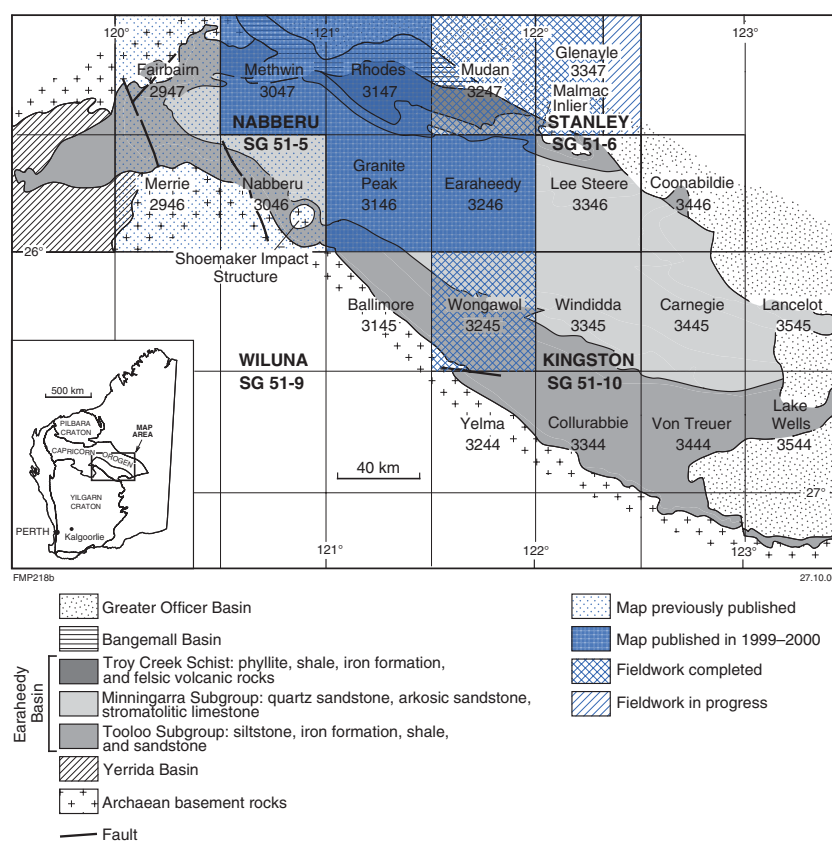 120°
121°
122°
123°
Fairbairn
2947
Methwin
3047
Rhodes
3147
Mudan
3247
Glenayle
3347
Malmac
Inlier
NABBERU
SG 51-5
STANLEY
SG 51-6
Merrie
2946
Nabberu
3046
Granite
Peak
3146
Earaheedy
3246
Lee Steere
3346
Coonabildie
3446
26°
26°
Shoemaker Impact
Structure
Ballimore
3145
Wongawol
3245
Windidda
3345
Carnegie
3445
Lancelot
3545
WILUNA
SG 51-9
KINGSTON
SG 51-10
Yelma
3244
Collurabbie
3344
Von Treuer
3444
Lake
Wells
3544
40 km
27°
121°
122°
123°
500 km
PILBARA
CRATON
MAP
AREA
CAPRICORN
OROGEN
YILGARN
CRATON
PERTH
Kalgoorlie
FMP218b
27.10.0
Greater Officer Basin
Bangemall Basin
Earaheedy
Basin
Troy Creek Schist: phyllite, shale, iron formation,
and felsic volcanic rocks
Minningarra Subgroup: quartz sandstone, arkosic sandstone,
stromatolitic limestone
Tooloo Subgroup: siltstone, iron formation, shale,
and sandstone
Yerrida Basin
Archaean basement rocks
Fault
Map previously published
Map published in 1999–2000
Fieldwork completed
Fieldwork in progress